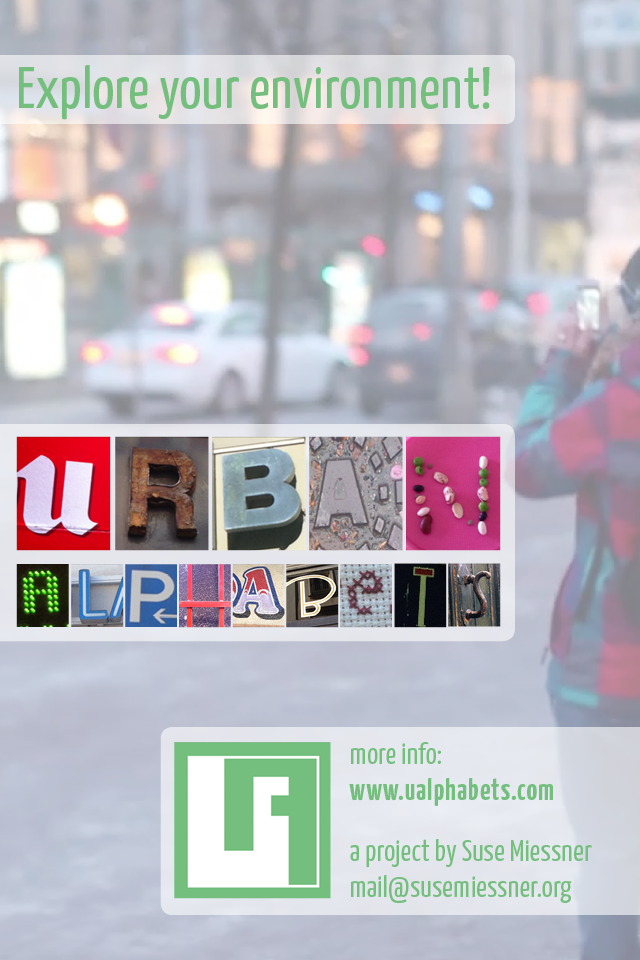 Explore your environment!
uRBAN
ALPHABeTS
more info:
www.ualphabets.com
a project by Suse Miessner
mail@susemiessner.org